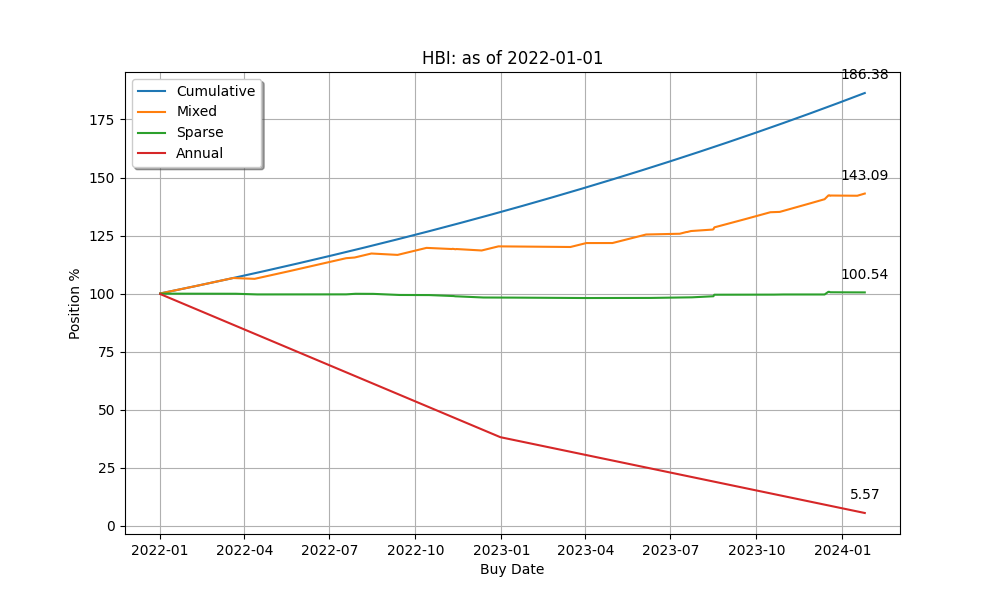 HBI: as of 2022-01-01
186.38
Cumulative
Mixed
Sparse
Annual
143.09
100.54
5.57
Position %
175
150
125
100
75
50
25
0
2022-01 2022-04 2022-07 2022-10 2023-01 2023-04 2023-07 2023-10 2024-01
Buy Date